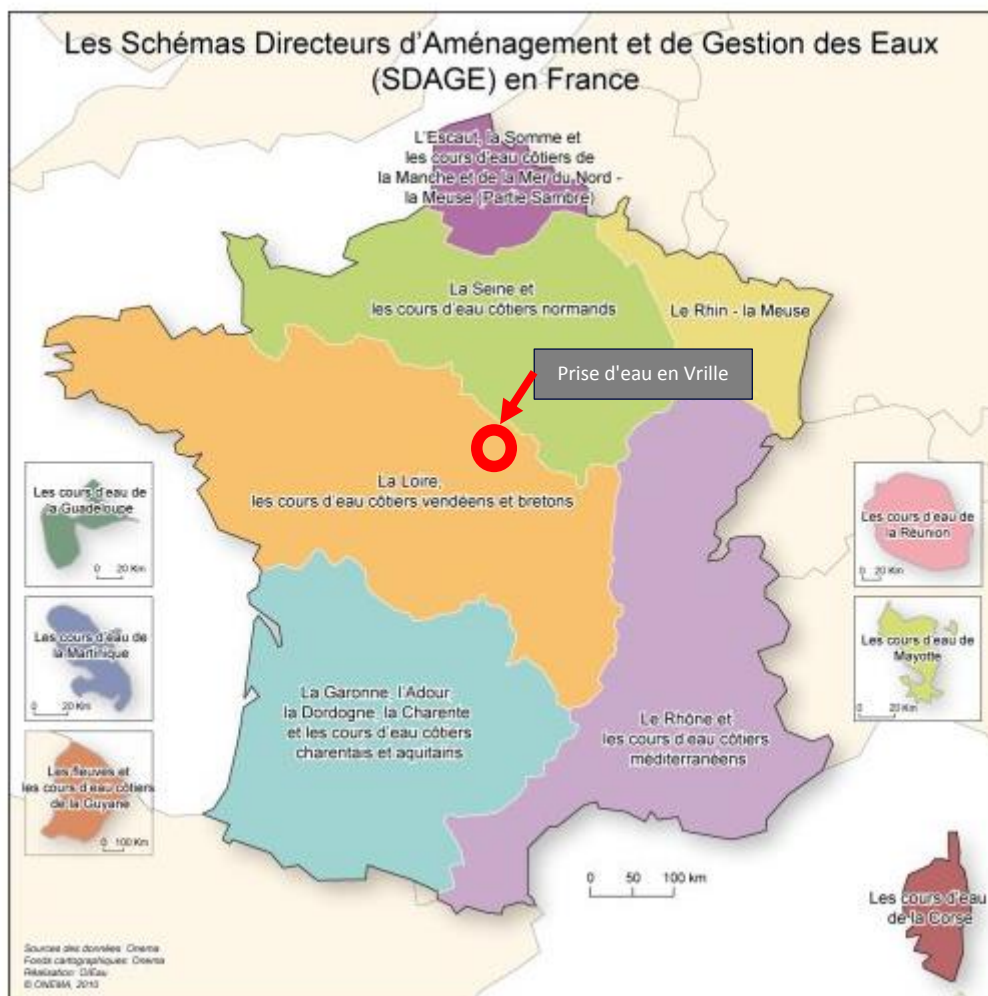 Les Schémas Directeurs d'Aménagement et de Gestion des Eaux
(SDAGE) en France
L'Escaut, la Somme et
les cours d'eau côtiers de
la Manche et de la Mer du Nord -
la Meuse (Partie Sambre)
La Seine et
les cours d'eau côtiers normands
Le Rhin - la Meuse
Prise d'eau en Vrille
La Loire,
les cours d'eau côtiers vendéens et bretons
Les cours d'eau de
la Guadeloupe
0 20 Km
Les cours d'eau de
la Réunion
0 20 Km
Les cours d'eau de
la Martinique
0 20 Km
Les cours d'eau de
Mayotte
0 20 Km
La Garonne, l'Adour,
la Dordogne, la Charente
et les cours d'eau côtiers
charentais et aquitains
Le Rhône et
les cours d'eau côtiers
méditerranéens
Les fleuves et
les cours d'eau côtiers
de la Guyane
0 100 Km
0 50 100 km
Les cours d'eau
de la Corse
Sources des données: Onema
Fonds cartographiques: Onema
Réalisation: OIEau
© ONEMA, 2010